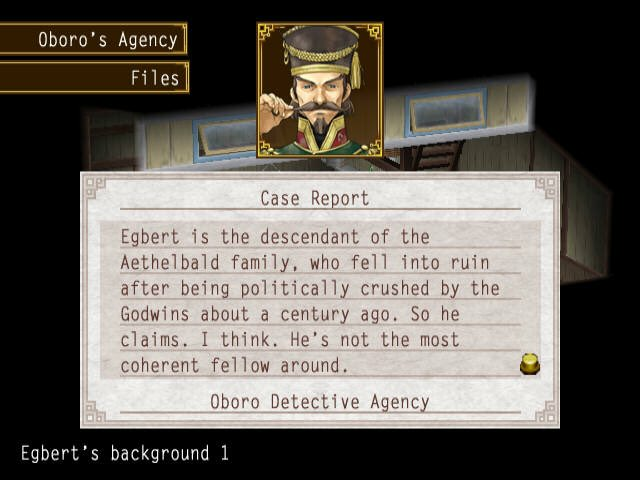 Oboro's Agency
Files
Case Report
Egbert is the descendant of the
Aethelbald family, who fell into ruin
after being politically crushed by the
Godwins about a century ago. So he
claims. I think. He's not the most
coherent fellow around.
Oboro Detective Agency
Egbert's background 1